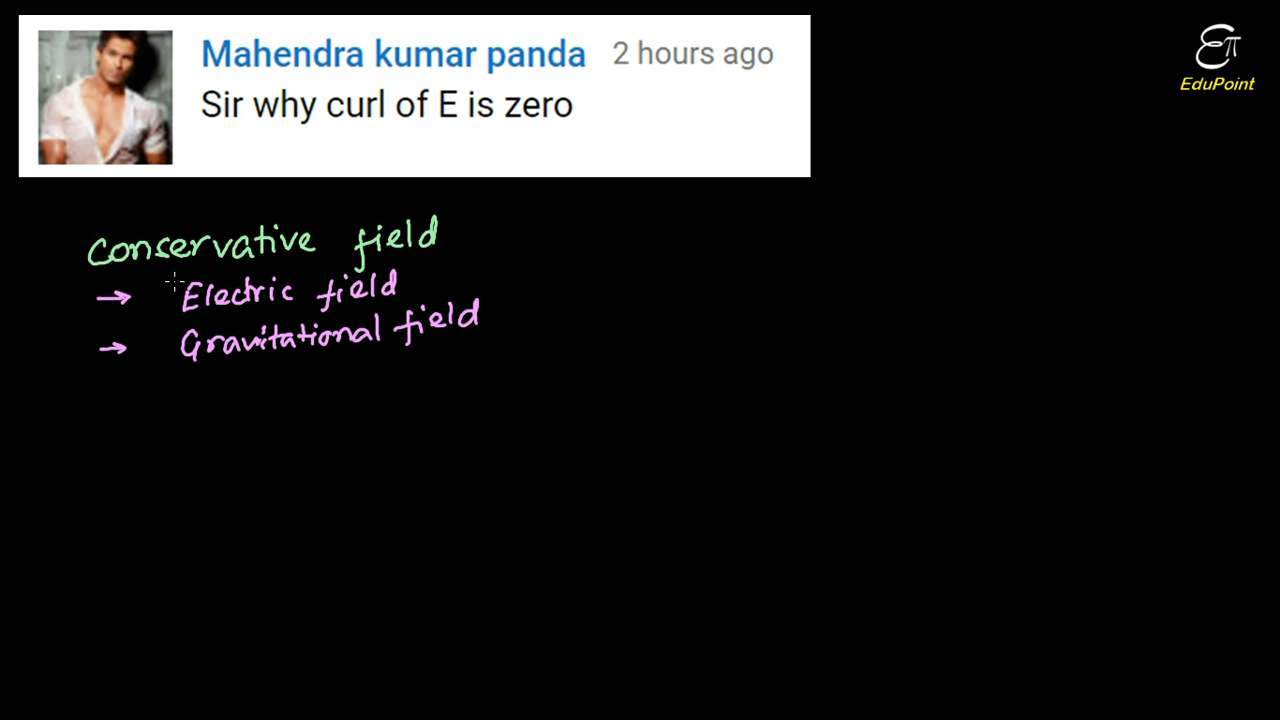 Mahendra kumar panda 2 hours ago
Sir why curl of E is zero
επ
EduPoint
conservative field
→ Electric field
→ Gravitational field